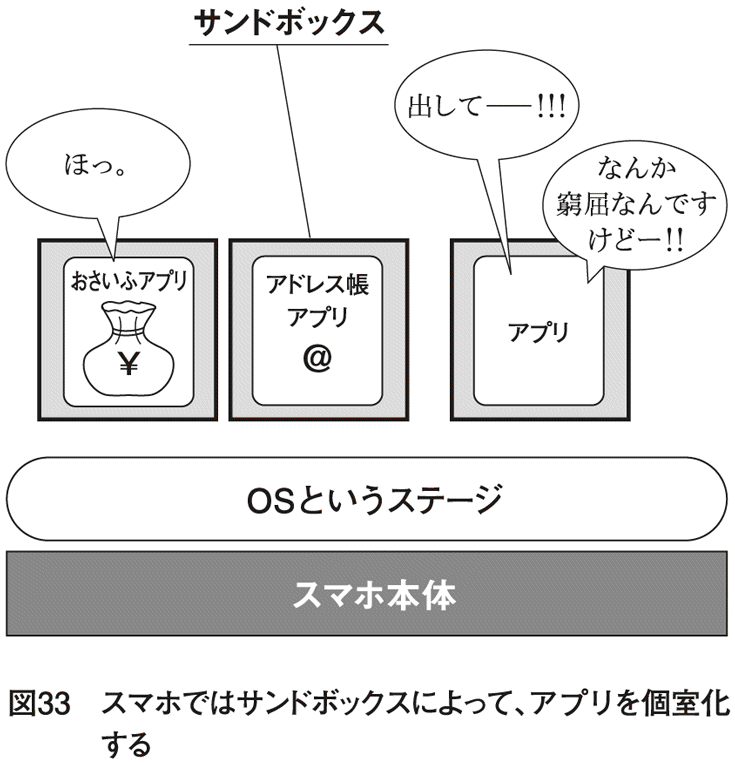 サンドボックス
ほっ。
出して――!!!
なんか
窮屈なんです
けどー!!
おさいふアプリ
¥
アドレス帳
アプリ
@
アプリ
OSというステージ
スマホ本体
図33 スマホではサンドボックスによって、アプリを個室化
する